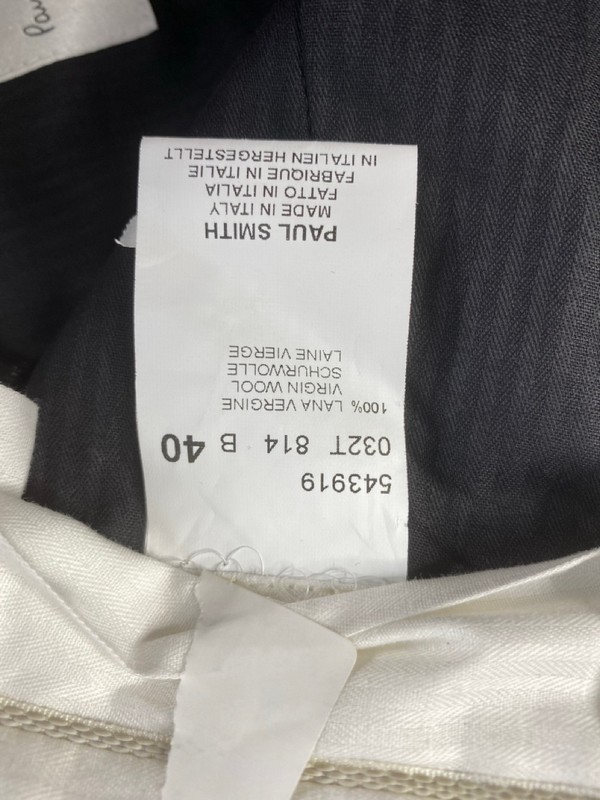 543919
032T 814 B 40
100% LANA VERGINE
VIRGIN WOOL
SCHURWOLLE
LAINE VIERGE
PAUL SMITH
MADE IN ITALY
FATTO IN ITALIA
FABRIQUE IN ITALIE
IN ITALIEN HERGESTELLT